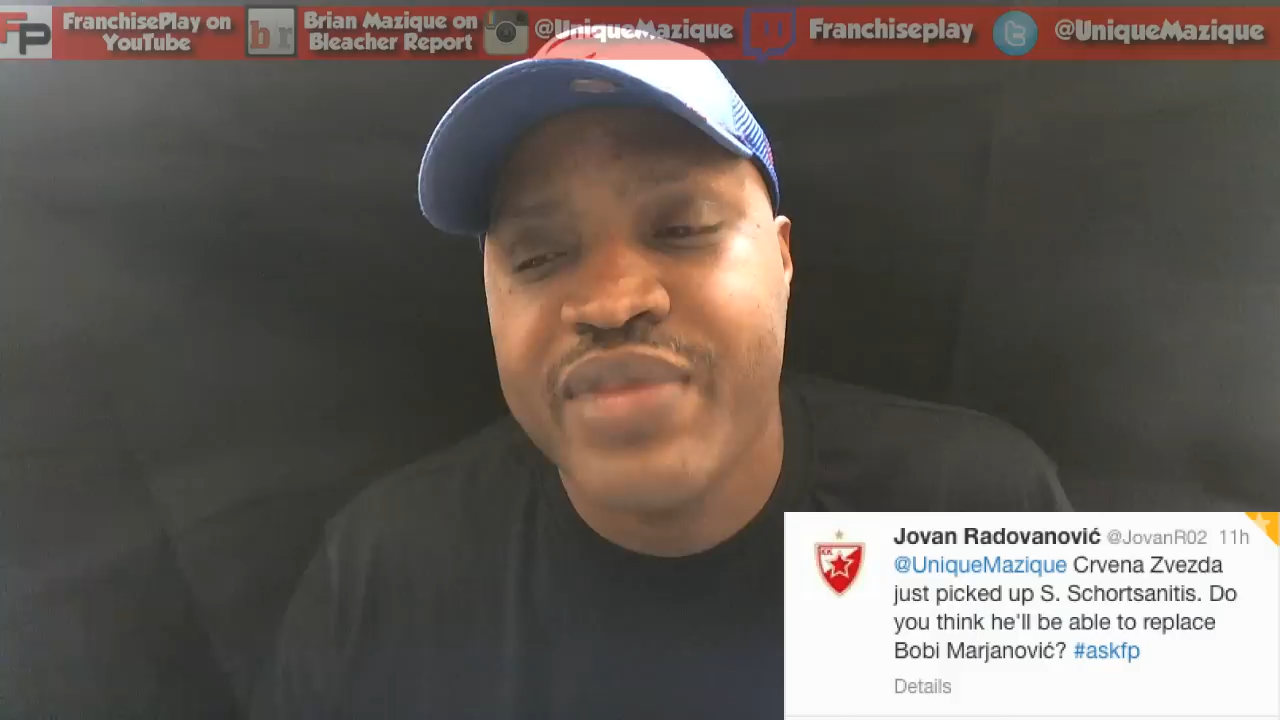 FP
FranchisePlay on
YouTube
br
Brian Mazique on
Bleacher Report
@UniqueMazique
Franchiseplay
@UniqueMazique
Jovan Radovanović @JovanR02 11h
@UniqueMazique Crvena Zvezda
just picked up S. Schortsanitis. Do
you think he'll be able to replace
Bobi Marjanović? #askfp
Details